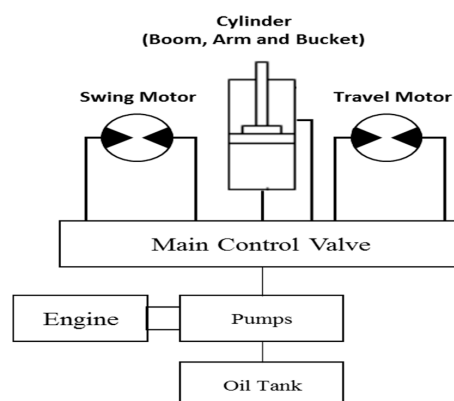 Cylinder
(Boom, Arm and Bucket)
Swing Motor
Travel Motor
Main Control Valve
Engine
Pumps
Oil Tank